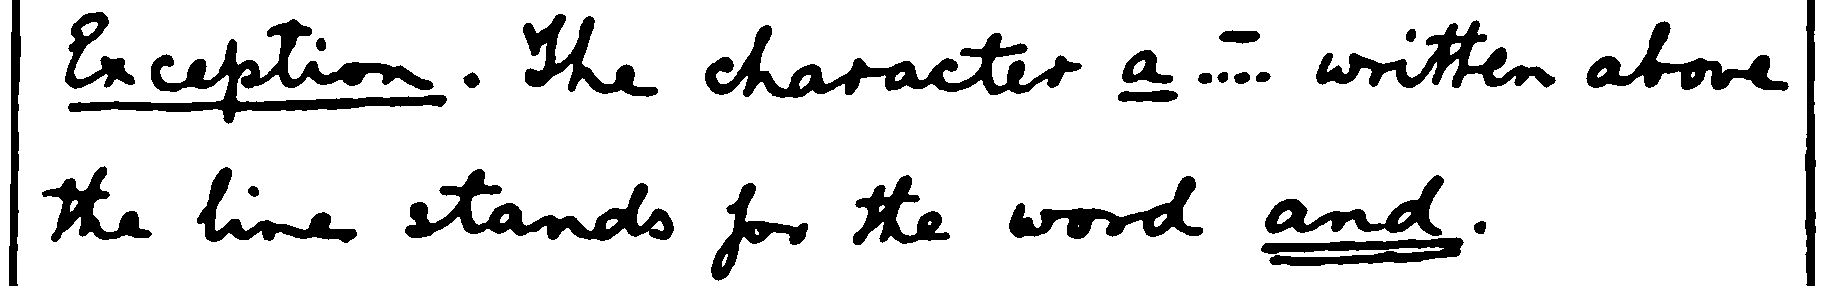 Exception. The character a –.... written above
the line stands for the word and.